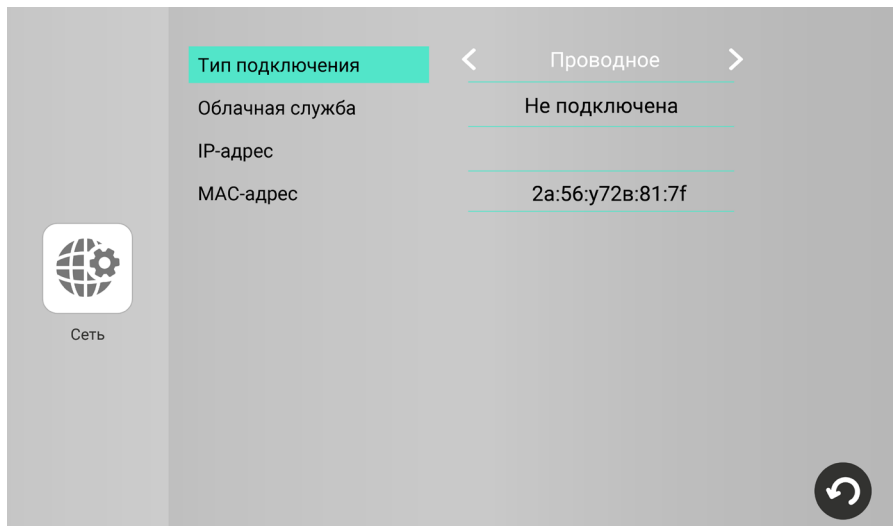 Тип подключения
Проводное
Облачная служба
Не подключена
IP-адрес
MAC-адрес
2a:56:y72в:81:7f
Сеть